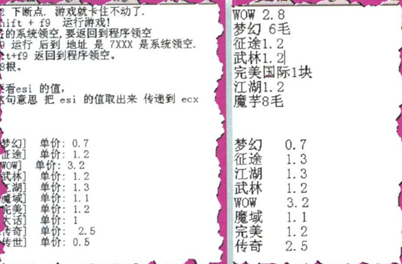 下断点. 游戏就卡住不动了.
hift + f9 运行游戏!
的系统领空,要返回到程序领空
运行 后到 地址 是 7XXX 是系统领空.
t+f9 返回到程序领空.
8根。
看esi 的值,
这句意思 把 esi 的值取出来 传递到 ecx
梦幻] 单价: 0.7
征途] 单价: 1.2
WOW] 单价: 3.2
武林] 单价: 1.2
江湖] 单价: 1.3
魔域] 单价: 1.1
完美] 单价: 1.2
大话] 单价: 1
传奇] 单价: 2.5
传世] 单价: 0.5
WOW 2.8
梦幻 6毛
征途1.2
武林1.2
完美国际1块
江湖1.2
魔芋8毛
梦幻 0.7
征途 1.3
江湖 1.3
武林 1.2
WOW 3.2
魔域 1.1
完美 1.2
传奇 2.5